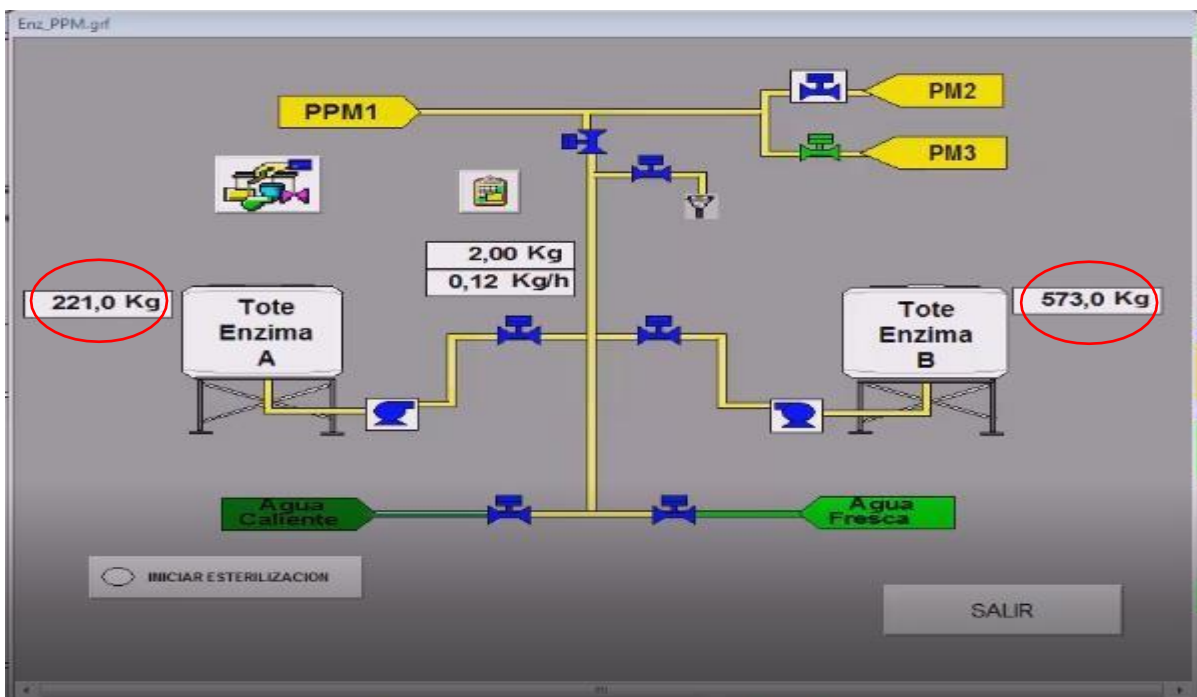 Enz_PPM.grf
PPM1
PM2
PM3
2,00 Kg
0,12 Kg/h
221,0 Kg
Tote
Enzima
A
573,0 Kg
Tote
Enzima
B
Agua
Caliente
Agua
Fresca
INICIAR ESTERILIZACION
SALIR